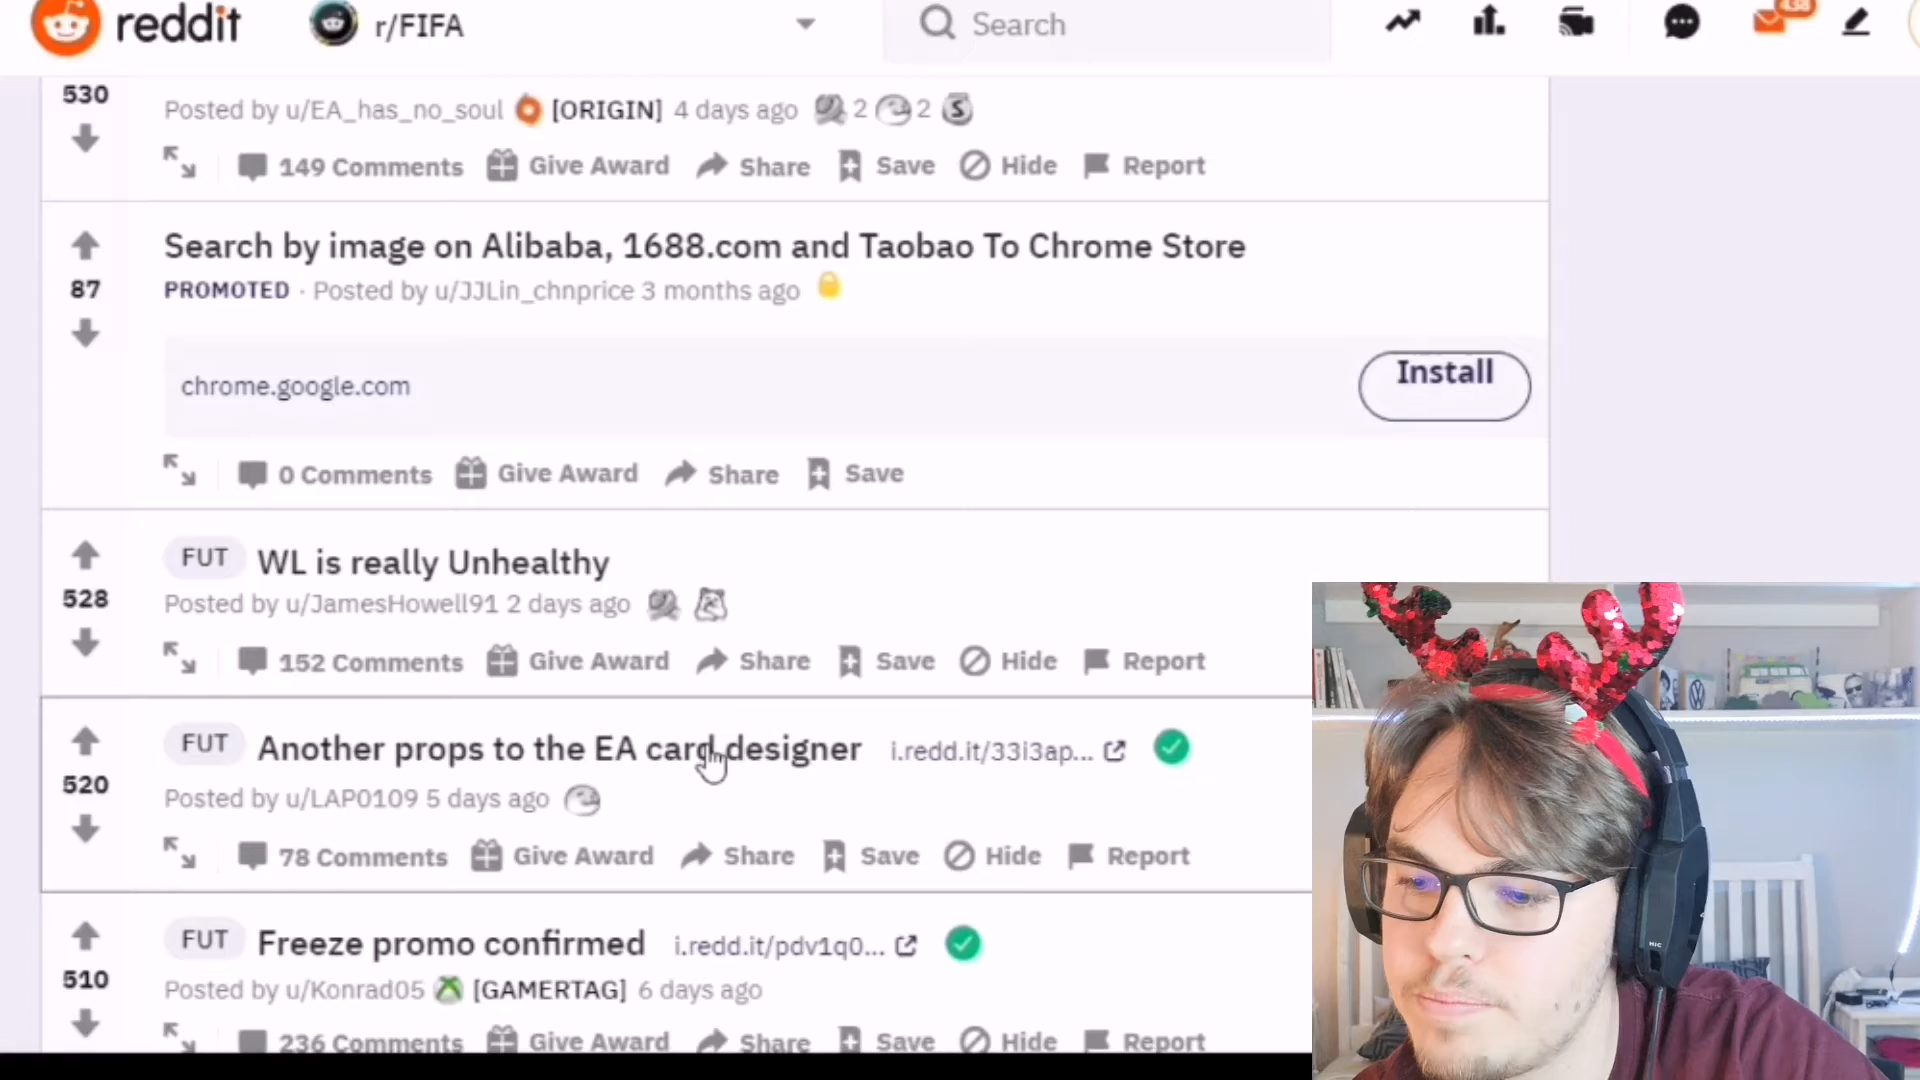 reddit r/FIFA Search 438
530 Posted by u/EA_has_no_soul [ORIGIN] 4 days ago 2 2
149 Comments Give Award Share Save Hide Report
Search by image on Alibaba, 1688.com and Taobao To Chrome Store
87 PROMOTED · Posted by u/JJLin_chnprice 3 months ago
chrome.google.com Install
0 Comments Give Award Share Save
FUT WL is really Unhealthy
528 Posted by u/JamesHowell91 2 days ago
152 Comments Give Award Share Save Hide Report
FUT Another props to the EA card designer i.redd.it/33i3ap...
520 Posted by u/LAP0109 5 days ago
78 Comments Give Award Share Save Hide Report
FUT Freeze promo confirmed i.redd.it/pdv1q0...
510 Posted by u/Konrad05 [GAMERTAG] 6 days ago
236 Comments Give Award Share Save Hide Report
MIC